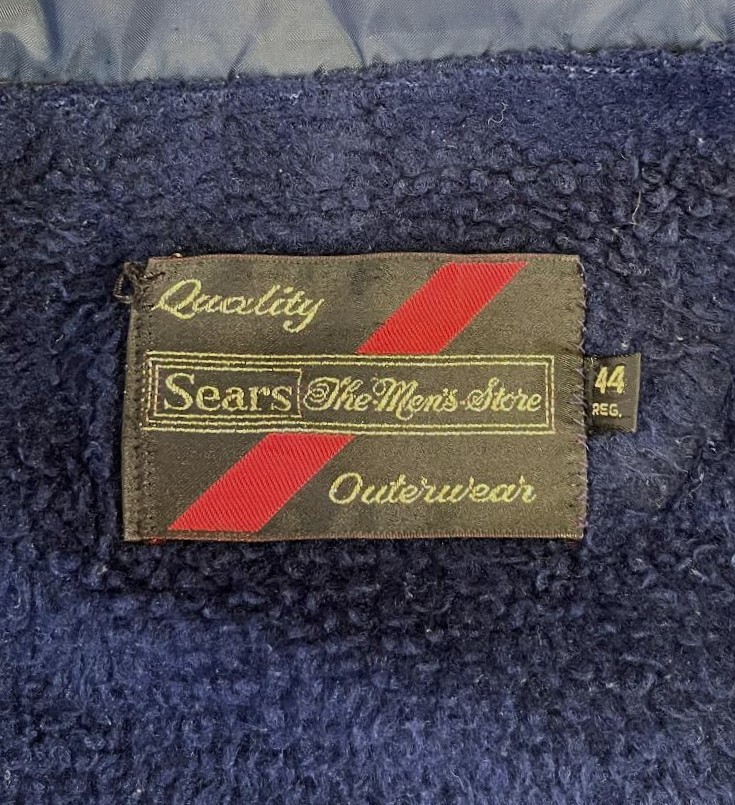 Quality
Sears The Men's Store
Outerwear
44
REG.